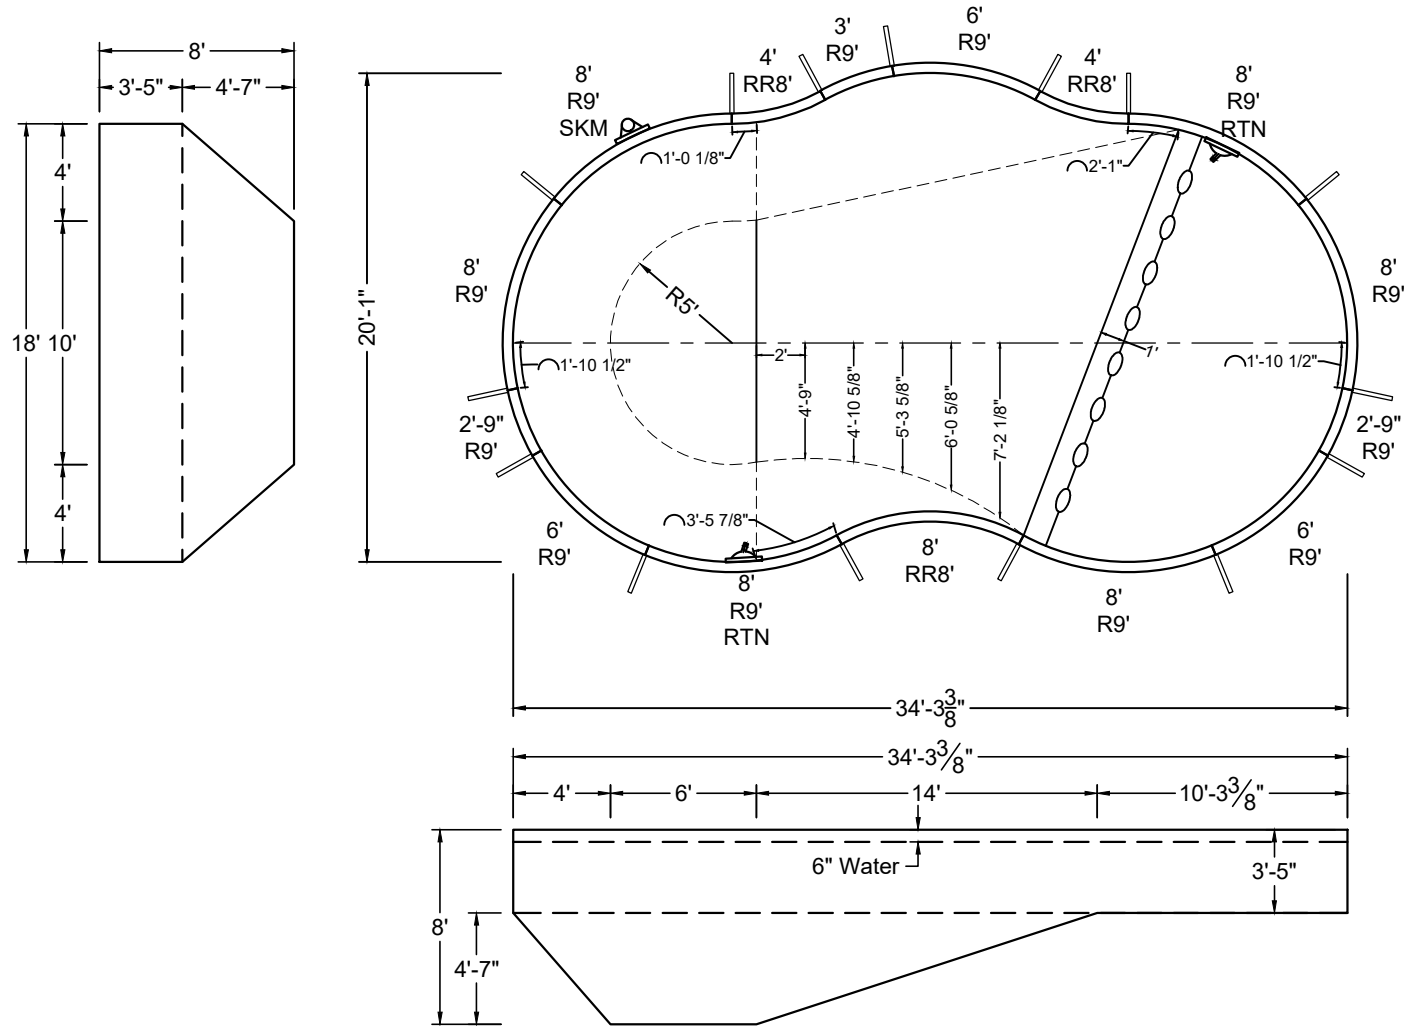 8'
3'-5"
4'-7"
4'
18'
10'
4'
20'-1"
8'
R9'
SKM
4'
RR8'
3'
R9'
6'
R9'
4'
RR8'
8'
R9'
RTN
1'-0 1/8"
2'-1"
8'
R9'
R5'
8'
R9'
1'-10 1/2"
2'
4'-9"
4'-10 5/8"
5'-3 5/8"
6'-0 5/8"
7'-2 1/8"
1'
1'-10 1/2"
2'-9"
R9'
2'-9"
R9'
6'
R9'
3'-5 7/8"
8'
R9'
RTN
8'
RR8'
8'
R9'
6'
R9'
34'-3 3/8"
34'-3 3/8"
4'
6'
14'
10'-3 3/8"
6" Water
3'-5"
8'
4'-7"